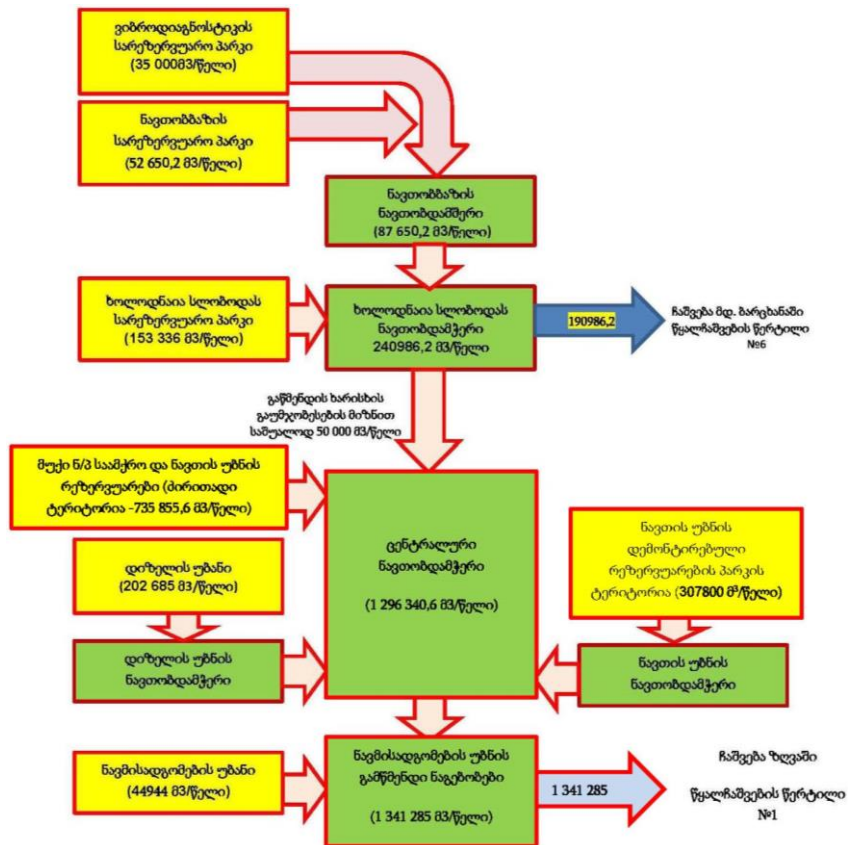 ვიბროდიაგნოსტიკის
სარეზერვუარო პარკი
(35 000მ3/წელი)
ნავთობბაზის
სარეზერვუარო პარკი
(52 650,2 მ3/წელი)
ნავთობბაზის
ნავთობდამშერი
(87 650,2 მ3/წელი)
ხოლოდნაია სლობოდას
სარეზერვუარო პარკი
(153 336 მ3/წელი)
ხოლოდნაია სლობოდას
ნავთობდამჭერი
240986,2 მ3/წელი
190986,2
ჩაშვება მდ. ბარცხანაში
წყალჩაშვების წერტილი
№6
გაწმენდის ხარისხის
გაუმჯობესების მიზნით
საშუალოდ 50 000 მ3/წელი
მუქი ნ/პ საამქრო და ნავთის უბნის
რეზერვუარები (პირითადი
ტერიტორია -735 855,6 მ3/წელი)
ცენტრალური
ნავთობდამჭერი
(1 296 340,6 მ3/წელი)
ნავთის უბნის
დემონტირებული
რეზერვუარების პარკის
ტერიტორია (307800 მ³/წელი)
დიზელის უბანი
(202 685 მ3/წელი)
დიზელის უბნის
ნავთობდამჭერი
ნავთის უბნის
ნავთობდამჭერი
ნავმისადგომების უბანი
(44944 მ3/წელი)
ნავმისადგომების უბნის
გამწმენდი ნაგებობები
(1 341 285 მ3/წელი)
1 341 285
ჩაშვება ზღვაში
წყალჩაშვების წერტილი
№1